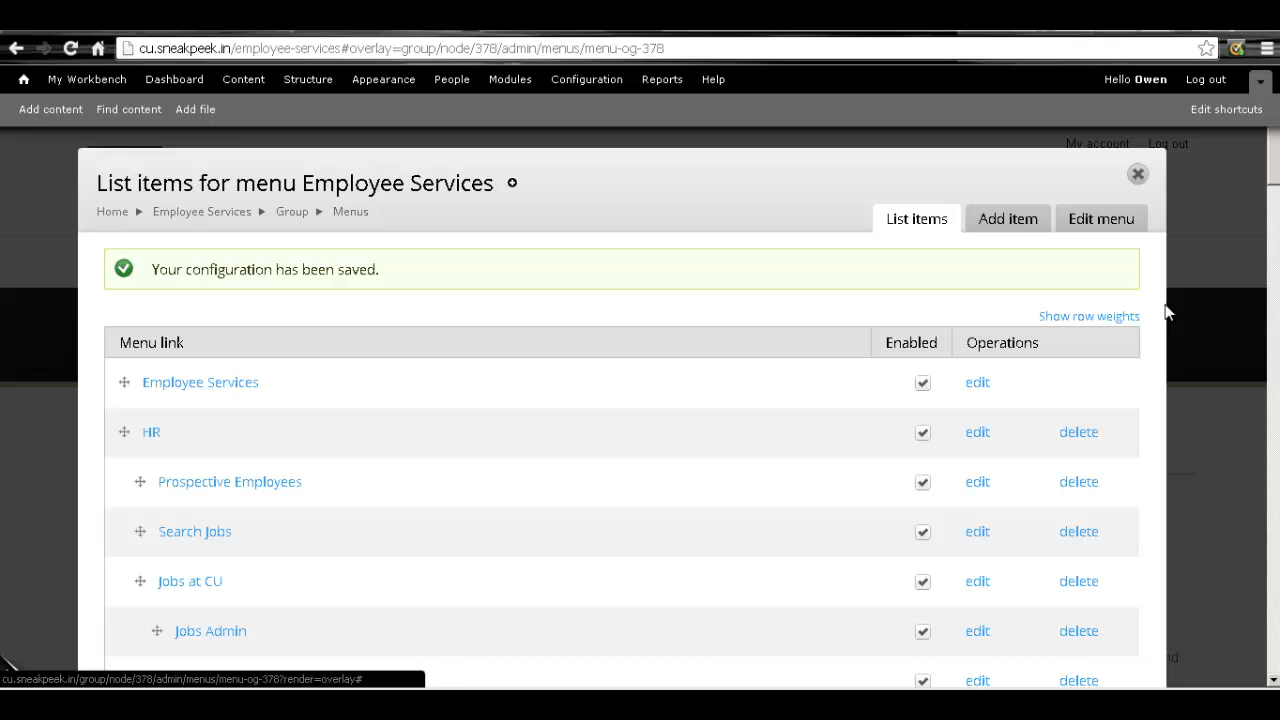 cu.sneakpeek.in/employee-services#overlay=group/node/378/admin/menus/menu-og-378
My Workbench Dashboard Content Structure Appearance People Modules Configuration Reports Help Hello Owen Log out
Add content Find content Add file Edit shortcuts
My account Log out
List items for menu Employee Services
Home Employee Services Group Menus
List items Add item Edit menu
Your configuration has been saved.
Show row weights
Menu link Enabled Operations
Employee Services edit
HR edit delete
Prospective Employees edit delete
Search Jobs edit delete
Jobs at CU edit delete
Jobs Admin edit delete
edit delete
cu.sneakpeek.in/group/node/378/admin/menus/menu-og-378?render=overlay#